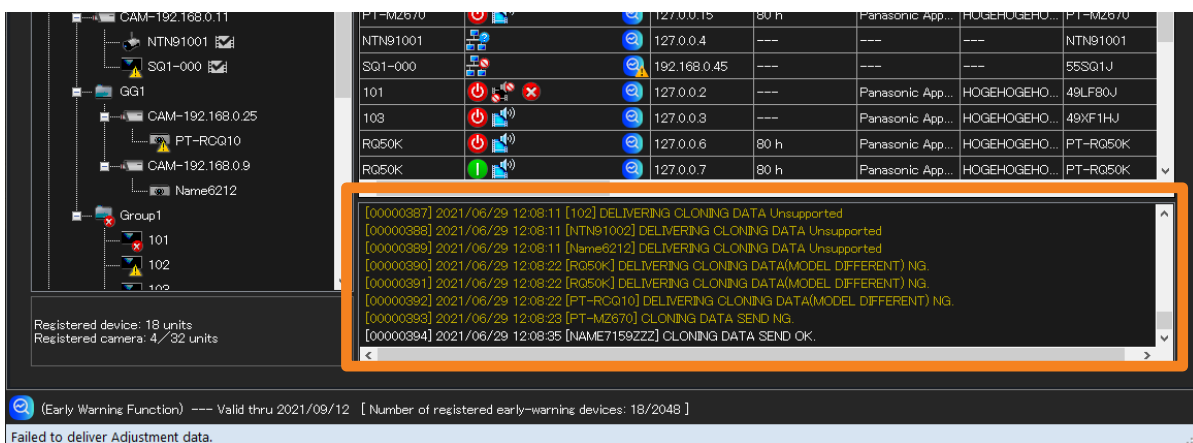 CAM-192.168.0.11
NTN91001
SQ1-000
GG1
CAM-192.168.0.25
PT-RCQ10
CAM-192.168.0.9
Name6212
Group1
101
102
103
Registered device: 18 units
Registered camera: 4/32 units
PT-MZ670 127.0.0.15 80 h Panasonic App... HOGEHOGEHO... PT-MZ670
NTN91001 127.0.0.4 --- --- --- NTN91001
SQ1-000 192.168.0.45 --- --- --- 55SQ1J
101 127.0.0.2 --- Panasonic App... HOGEHOGEHO... 49LF80J
103 127.0.0.3 --- Panasonic App... HOGEHOGEHO... 49XF1HJ
RQ50K 127.0.0.6 80 h Panasonic App... HOGEHOGEHO... PT-RQ50K
RQ50K 127.0.0.7 80 h Panasonic App... HOGEHOGEHO... PT-RQ50K
[00000387] 2021/06/29 12:08:11 [102] DELIVERING CLONING DATA Unsupported
[00000388] 2021/06/29 12:08:11 [NTN91002] DELIVERING CLONING DATA Unsupported
[00000389] 2021/06/29 12:08:11 [Name6212] DELIVERING CLONING DATA Unsupported
[00000390] 2021/06/29 12:08:22 [RQ50K] DELIVERING CLONING DATA(MODEL DIFFERENT) NG.
[00000391] 2021/06/29 12:08:22 [RQ50K] DELIVERING CLONING DATA(MODEL DIFFERENT) NG.
[00000392] 2021/06/29 12:08:22 [PT-RCQ10] DELIVERING CLONING DATA(MODEL DIFFERENT) NG.
[00000393] 2021/06/29 12:08:23 [PT-MZ670] CLONING DATA SEND NG.
[00000394] 2021/06/29 12:08:35 [NAME7159ZZZ] CLONING DATA SEND OK.
(Early Warning Function) --- Valid thru 2021/09/12 [ Number of registered early-warning devices: 18/2048 ]
Failed to deliver Adjustment data.